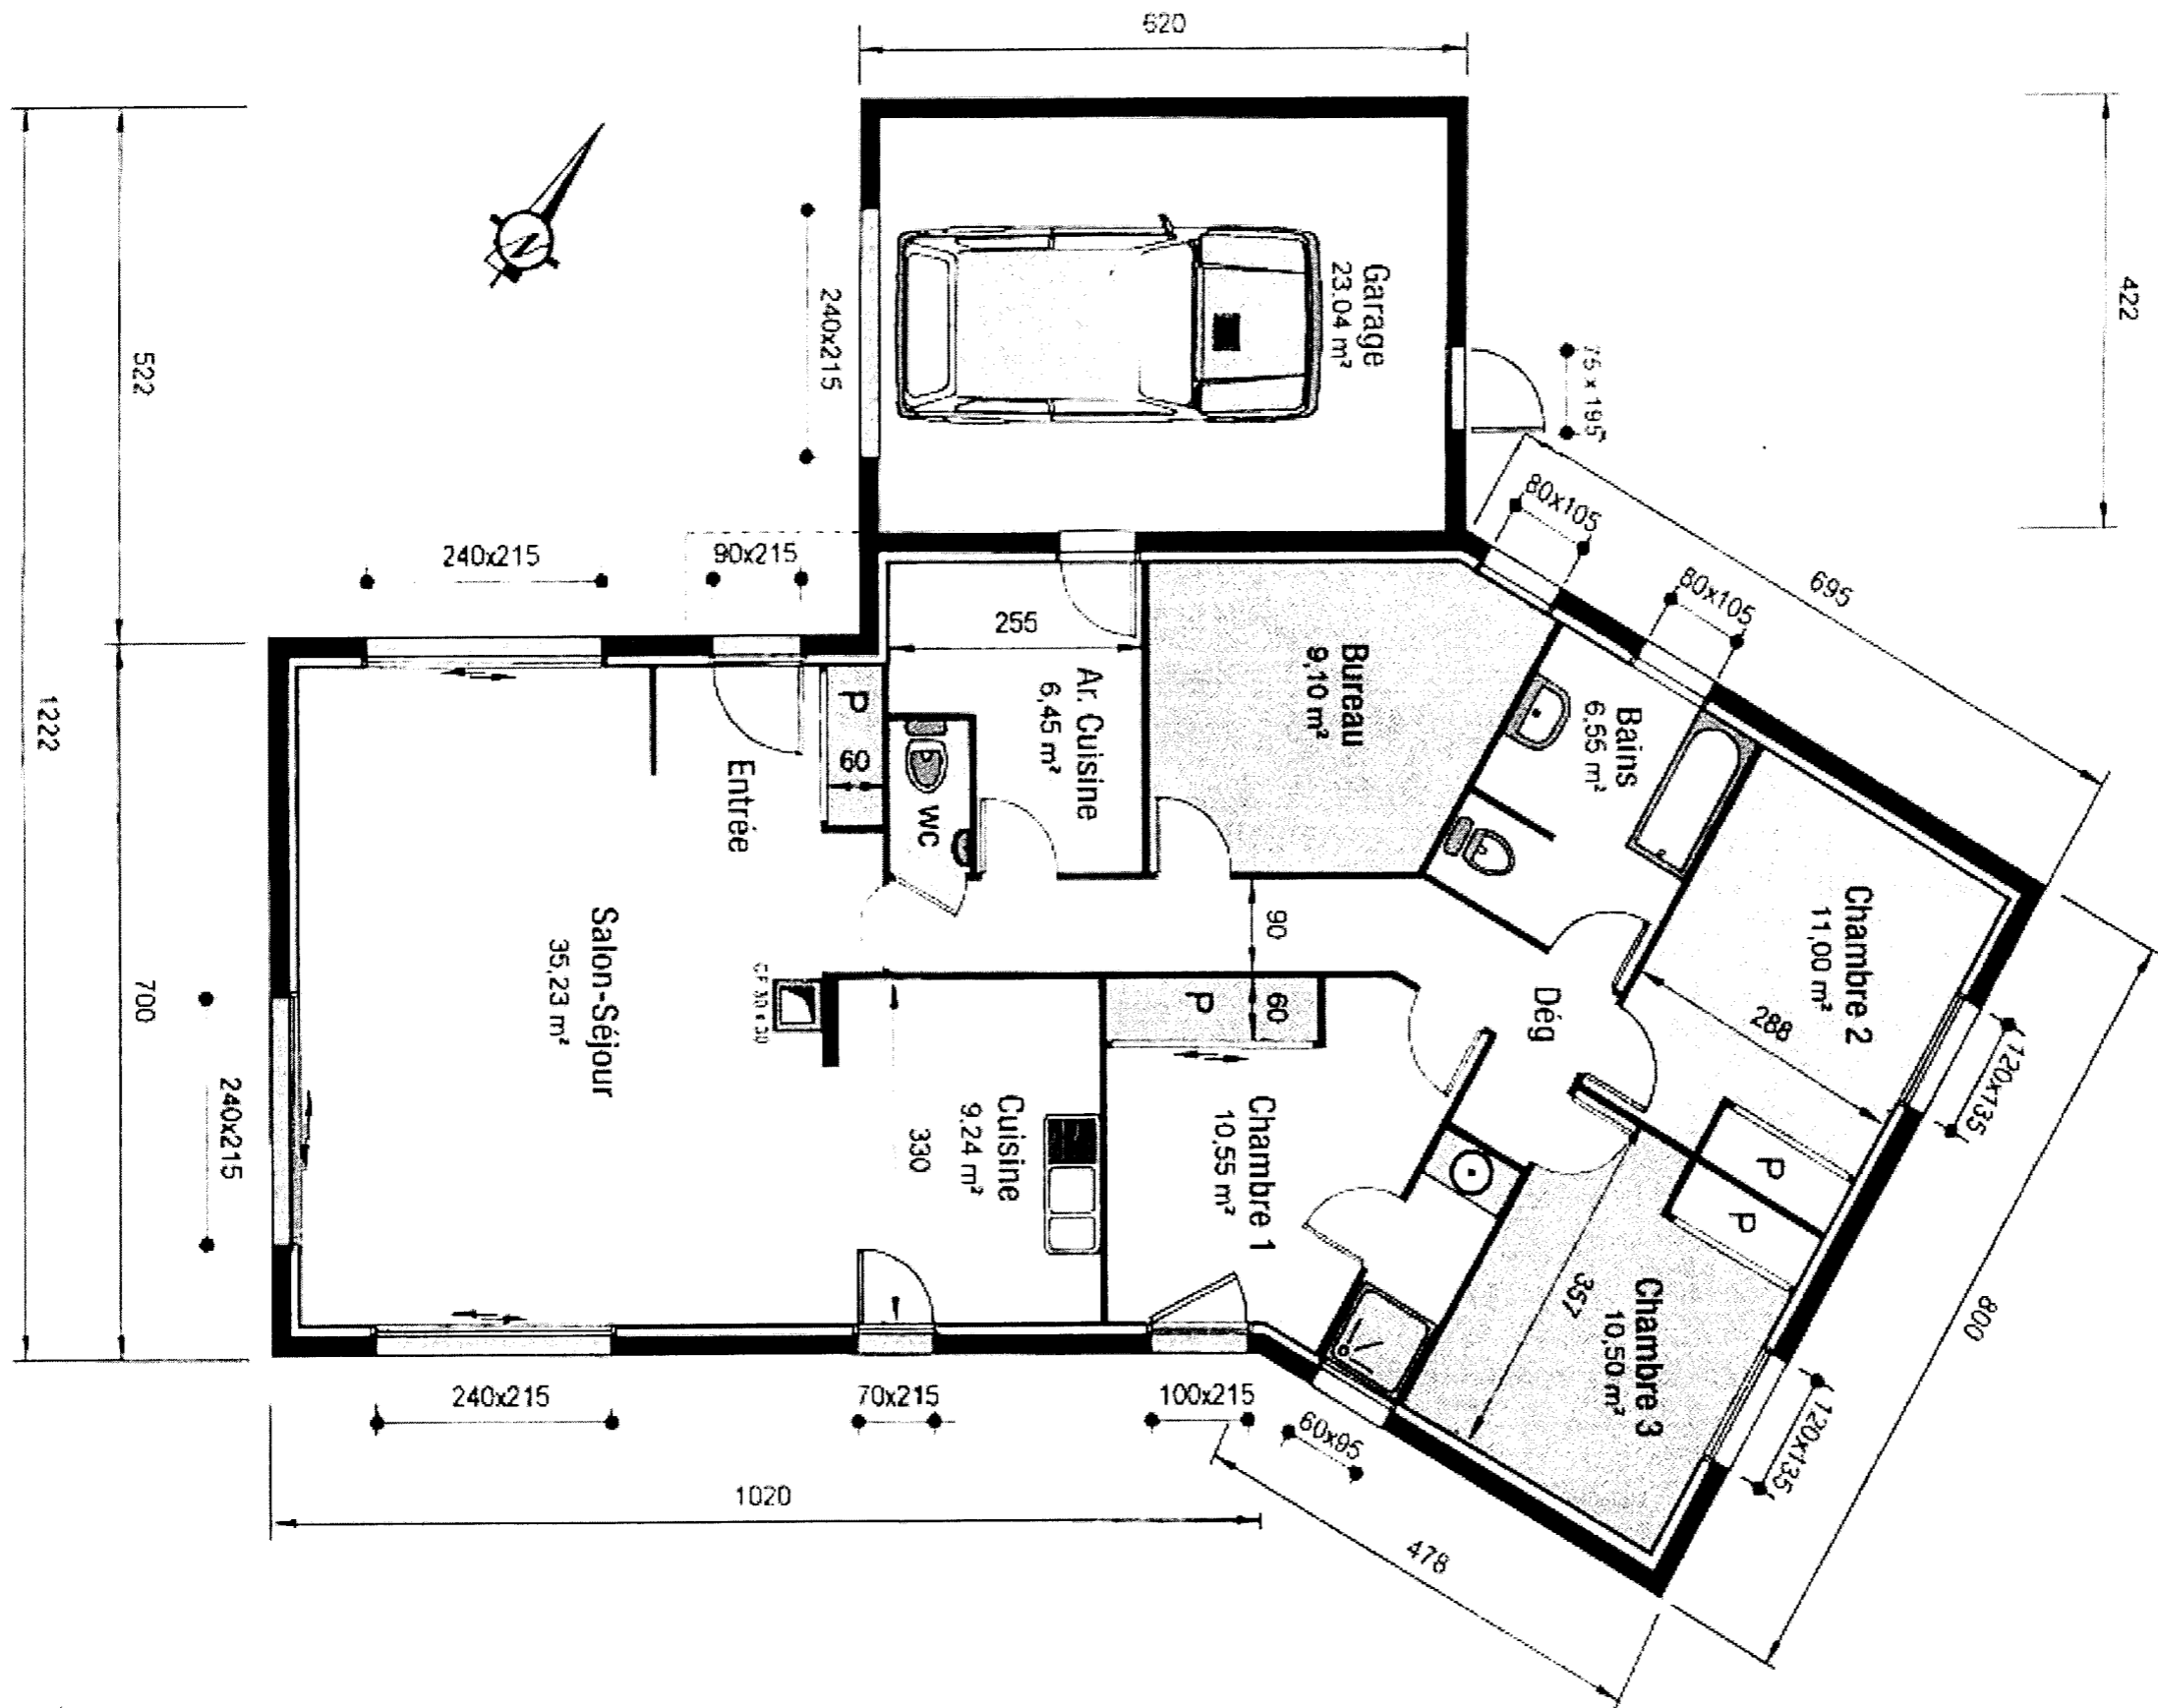 620
422
Garage
23.04 m²
240x215
75 x 195
522
1222
700
80x105
80x105
695
240x215
90x215
255
Ar. Cuisine
6,45 m²
Bureau
9,10 m²
Bains
6,55 m²
P
60
Entrée
WC
Chambre 2
11,00 m²
288
120x135
Salon-Séjour
35,23 m²
CF 30 x 30
90
P
60
Dég
240x215
Cuisine
9,24 m²
330
Chambre 1
10,55 m²
P
P
357
Chambre 3
10,50 m²
120x135
800
240x215
70x215
100x215
60x95
1020
478
N